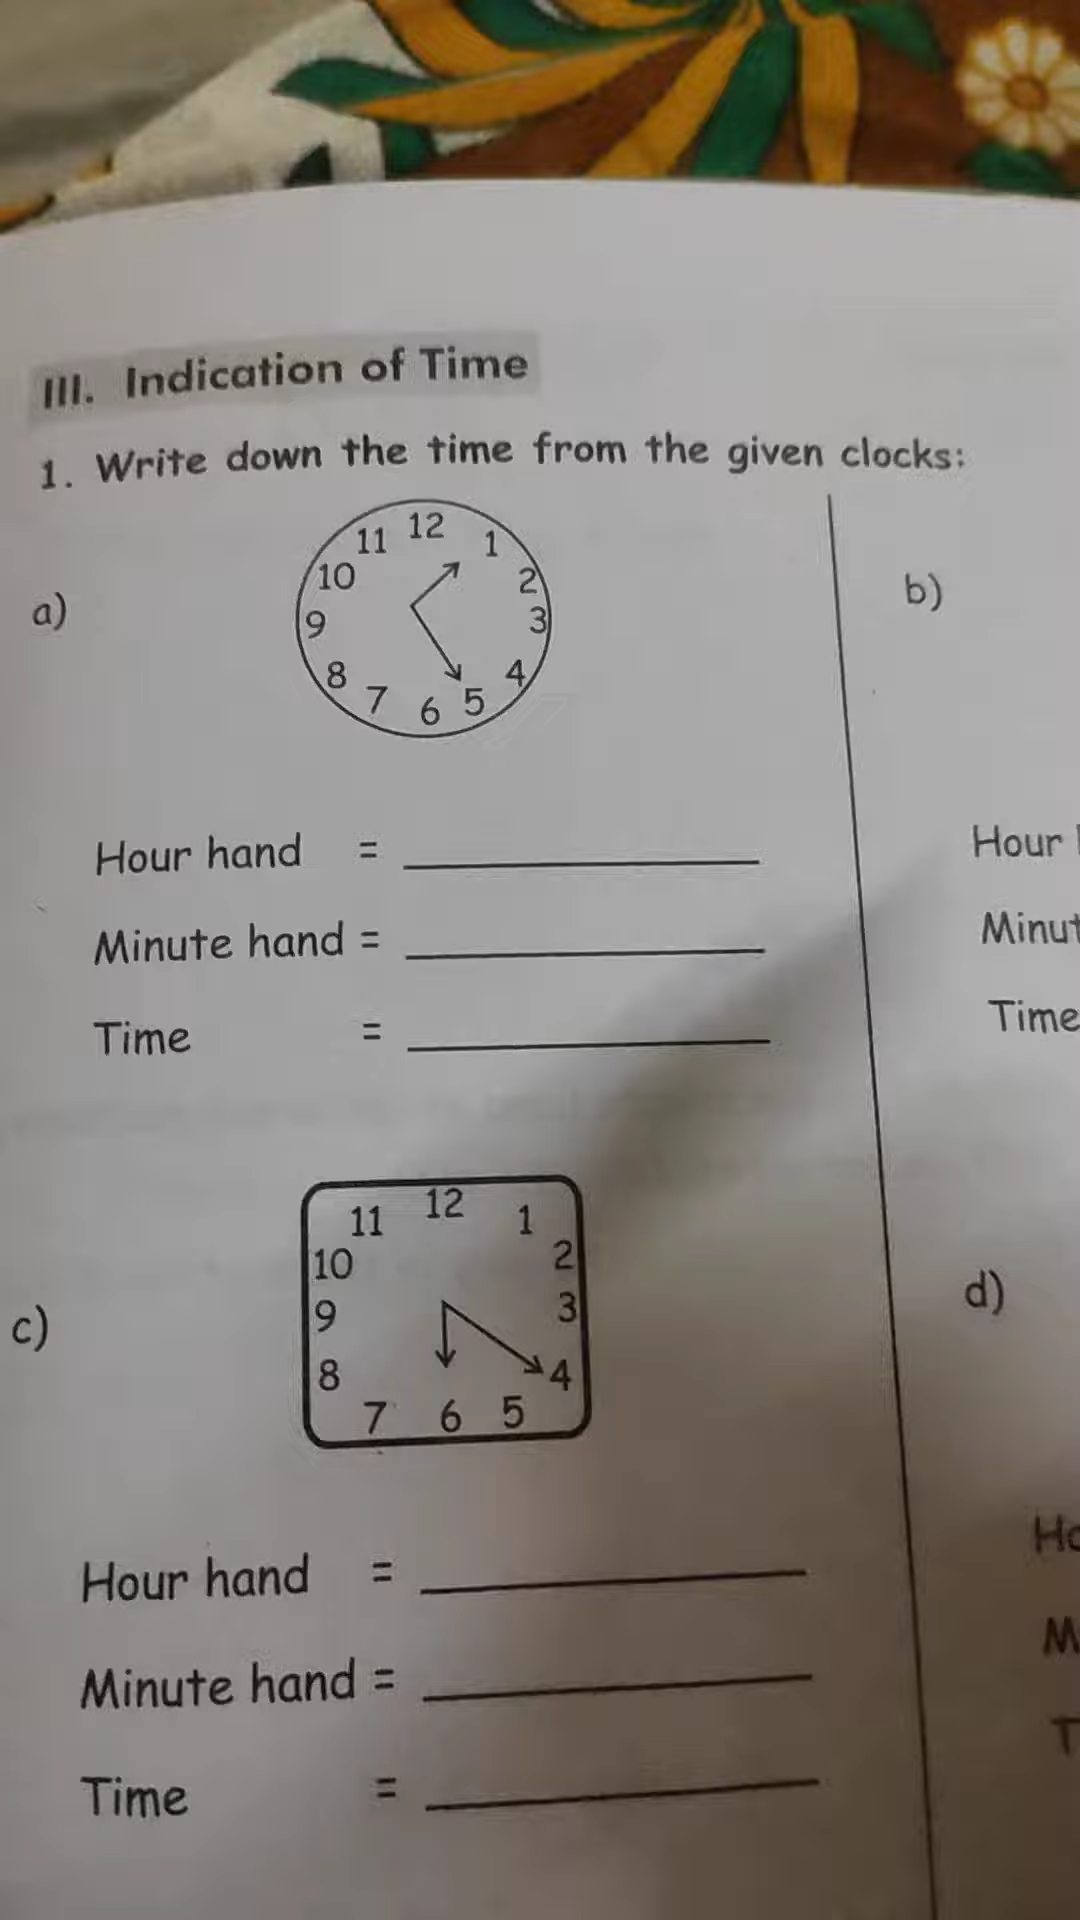 III. Indication of Time
1. Write down the time from the given clocks:
a)
11 12 1
10 2
9 3
8 4
7 6 5
b)
Hour hand =
Minute hand =
Time =
Hour
Minut
Time
c)
11 12 1
10 2
9 3
8 4
7 6 5
d)
Hour hand =
Minute hand =
Time =
Ho
M
T